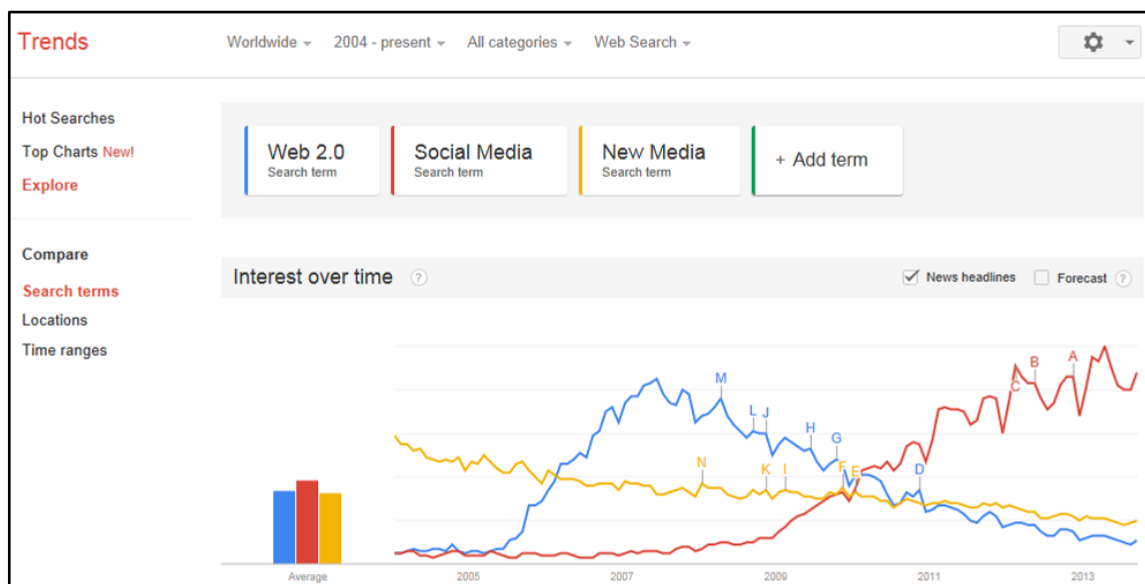 Trends
Worldwide 2004 - present All categories Web Search
Hot Searches
Top Charts New!
Explore
Compare
Search terms
Locations
Time ranges
Web 2.0
Search term
Social Media
Search term
New Media
Search term
+ Add term
Interest over time ?
News headlines Forecast ?
A
B
C
M
L J
H
G
N
K I
F E
D
Average 2005 2007 2009 2011 2013